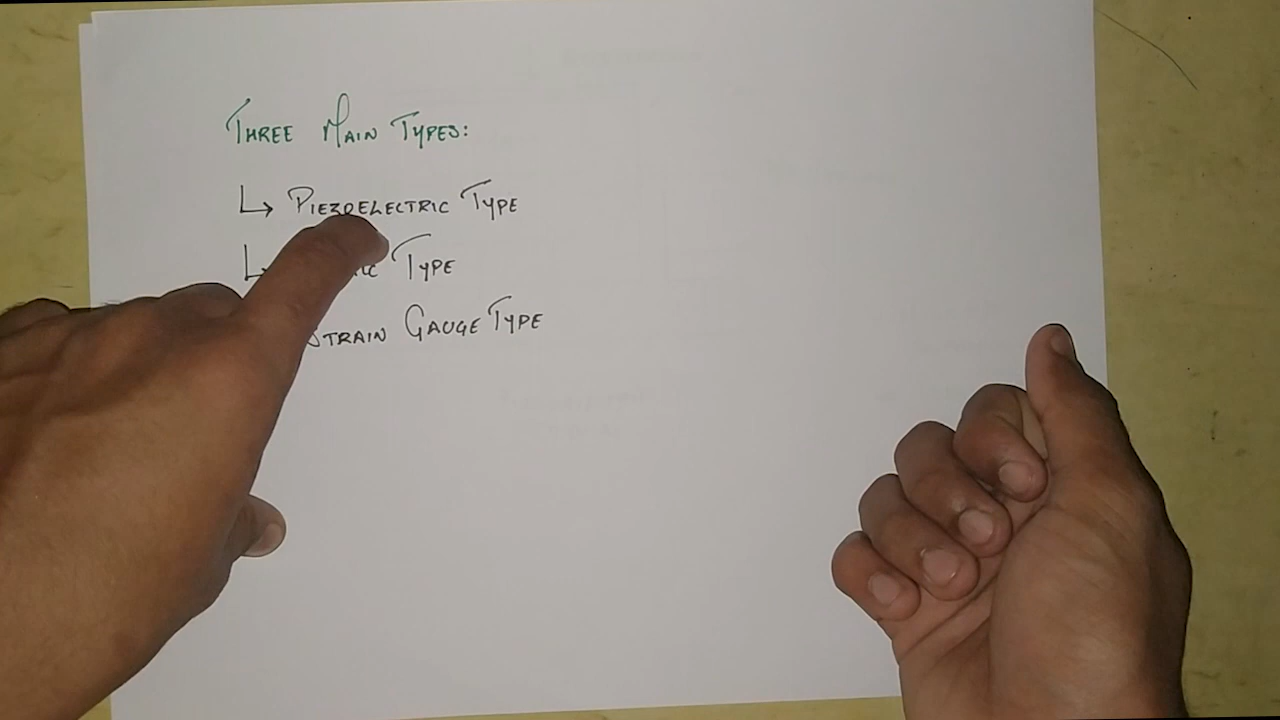 THREE MAIN TYPES:
↳ PIEZOELECTRIC TYPE
↳ TYPE
STRAIN GAUGE TYPE